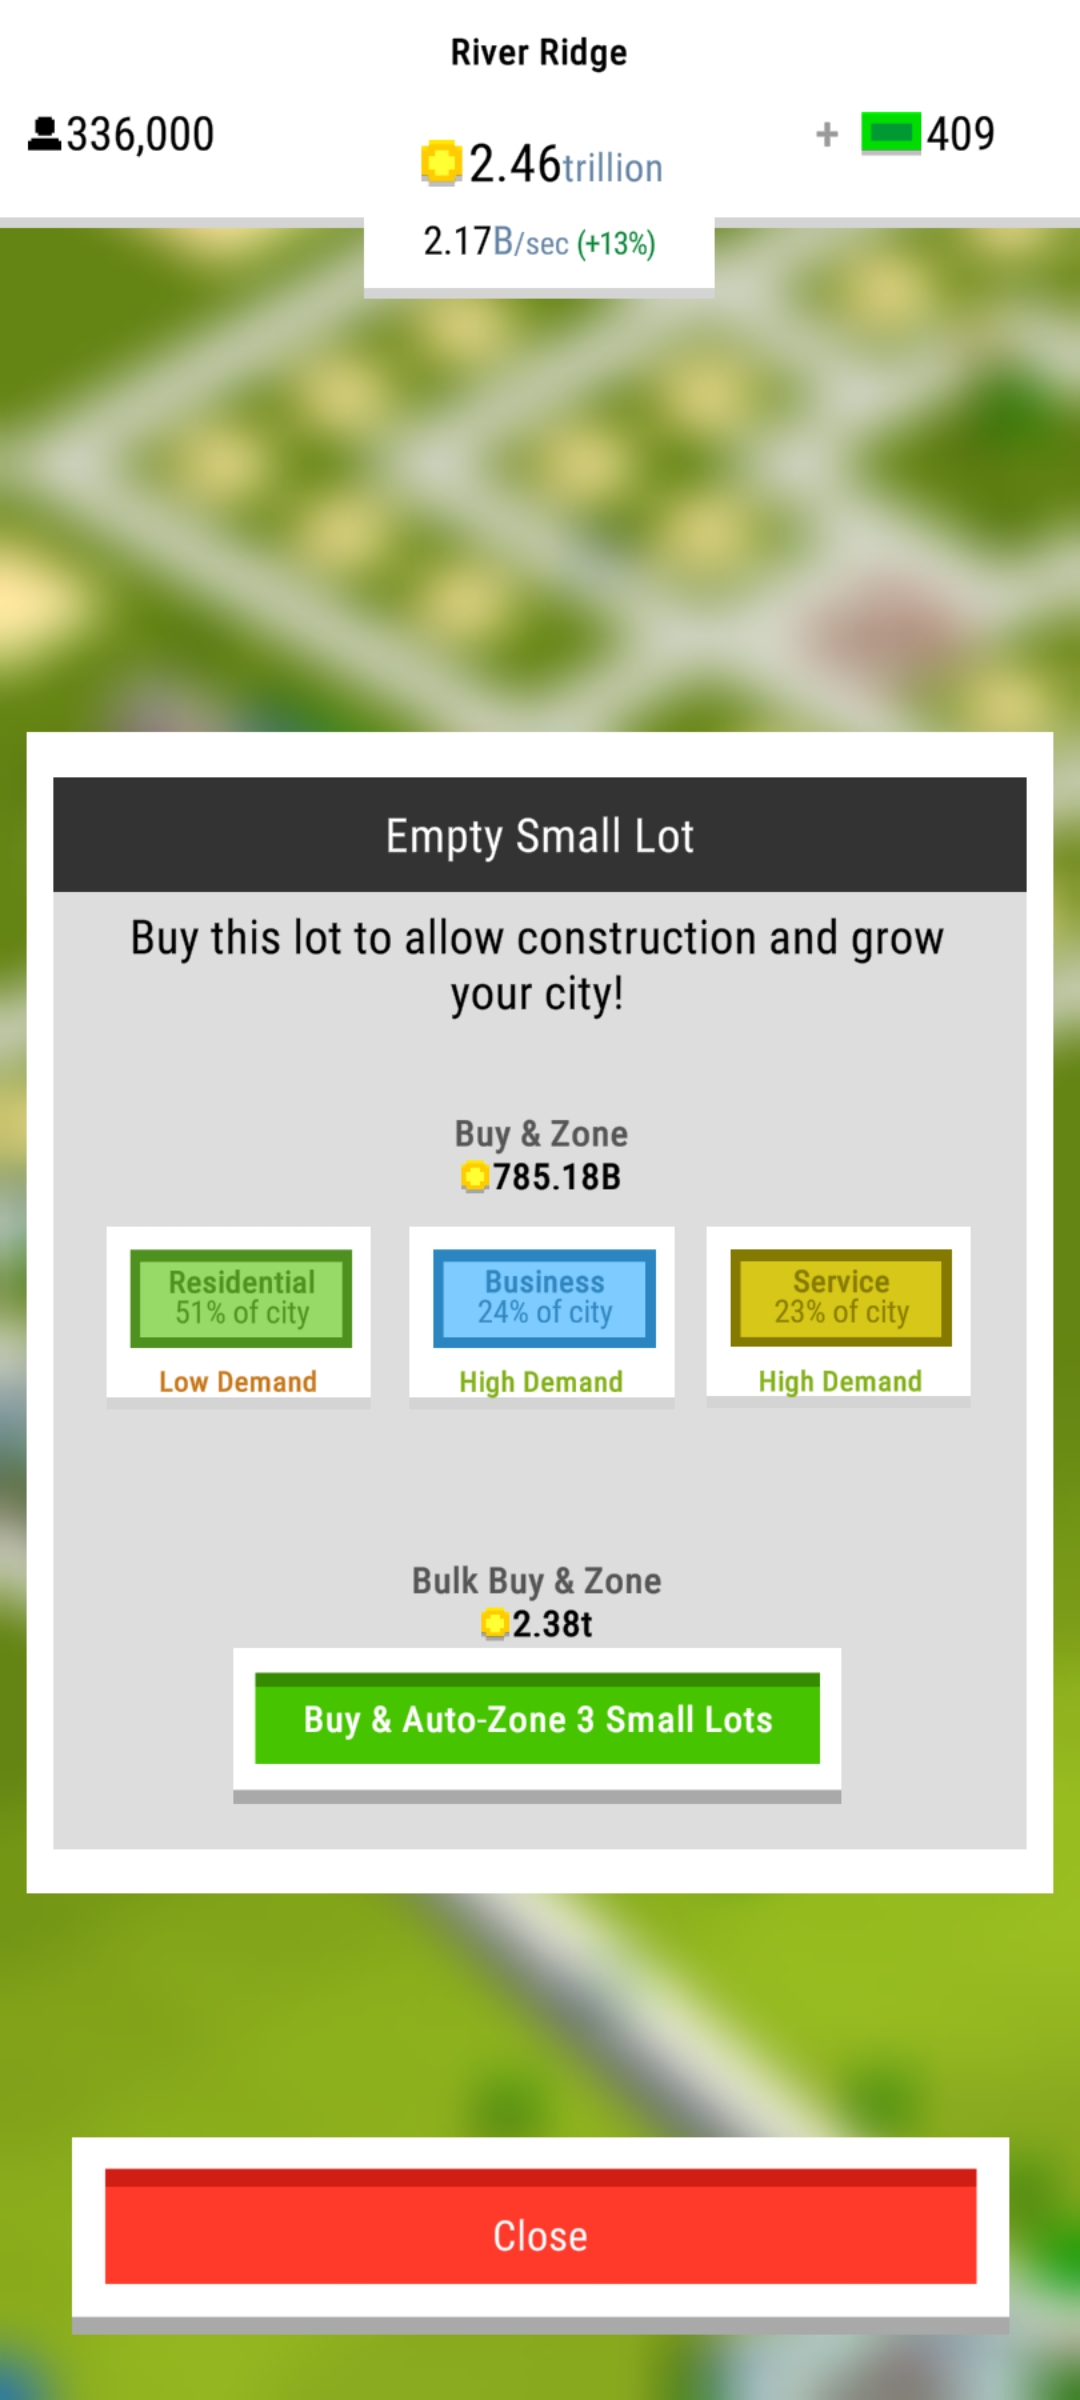 River Ridge
336,000
2.46trillion
+ 409
2.17B/sec (+13%)
Empty Small Lot
Buy this lot to allow construction and grow
your city!
Buy & Zone
785.18B
Residential
51% of city
Low Demand
Business
24% of city
High Demand
Service
23% of city
High Demand
Bulk Buy & Zone
2.38t
Buy & Auto-Zone 3 Small Lots
Close